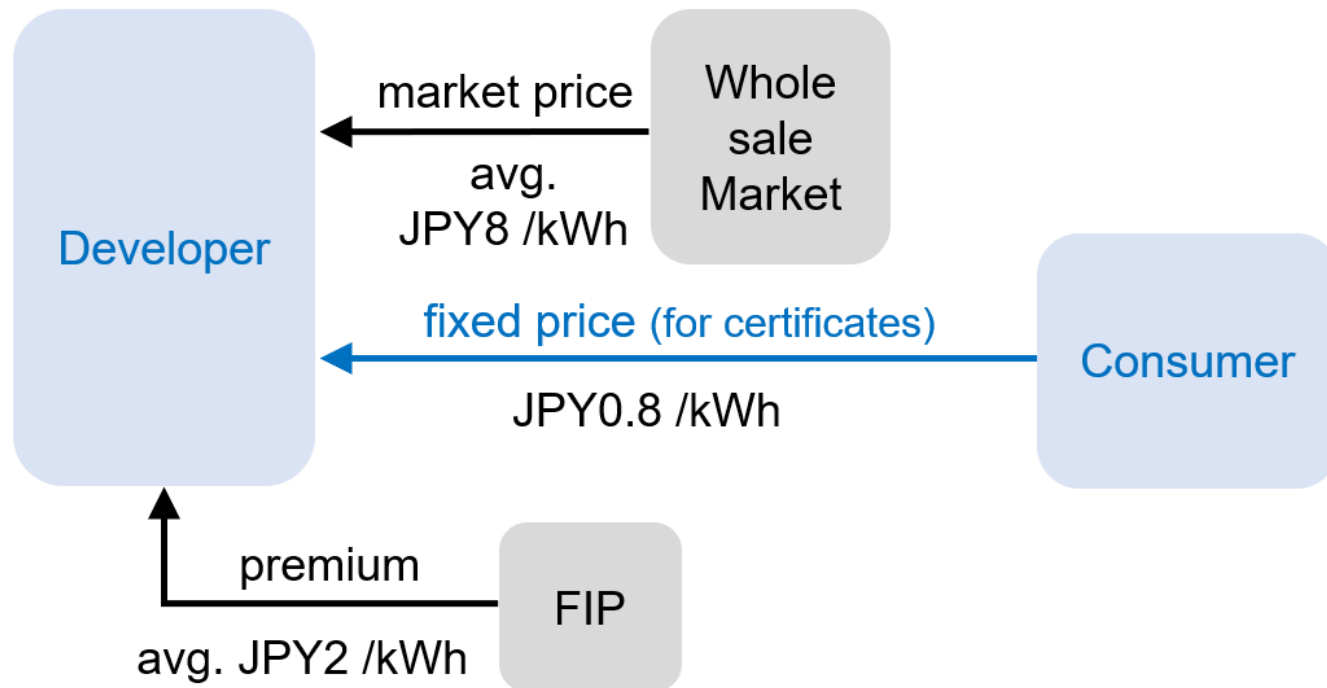 Developer
market price
avg.
JPY8 /kWh
Whole
sale
Market
fixed price (for certificates)
JPY0.8 /kWh
Consumer
premium
avg. JPY2 /kWh
FIP